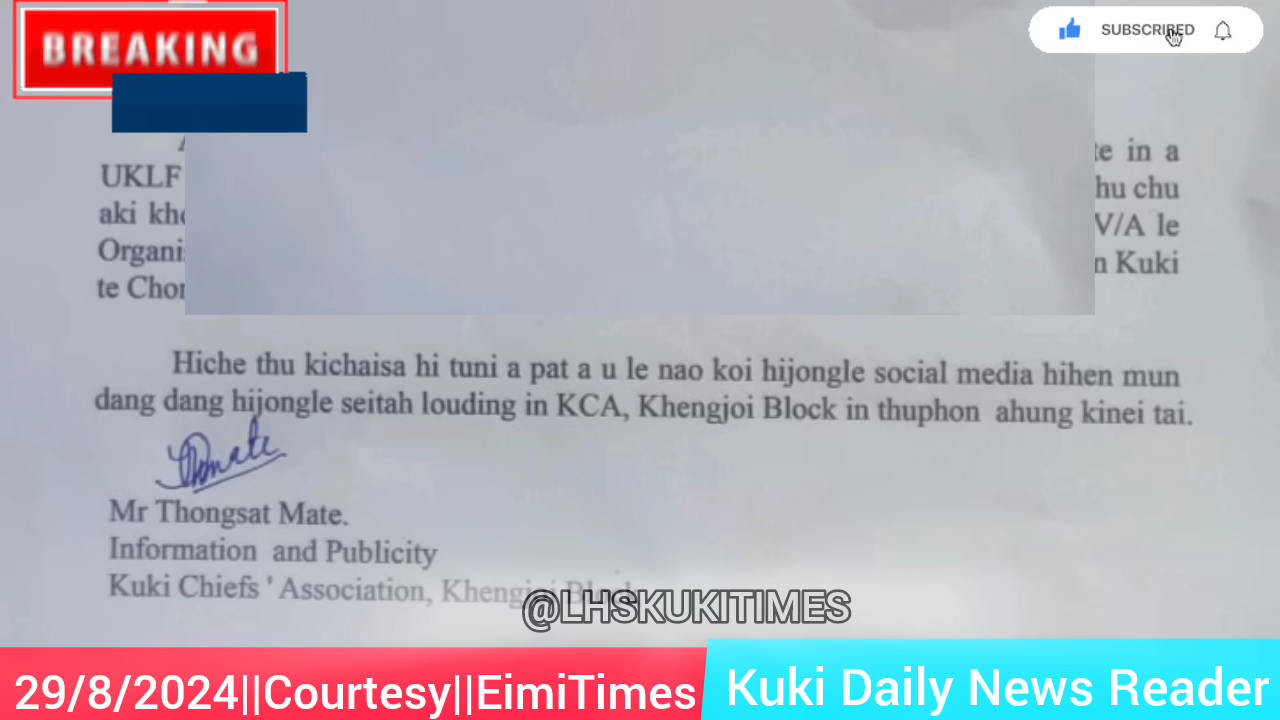 BREAKING
SUBSCRIBED
te in a
UKLF
hu chu
aki
V/A le
n Kuki
te
Hiche thu kichaisa hi tuni a pat a u le nao koi hijongle social media hihen mun
dang dang hijongle seitah louding in KCA, Khengjoi Block in thuphon ahung kinei tai.
Mr Thongsat Mate.
Information and Publicity
Kuki Chiefs ' Association, Khengjoi Block
@LHSKUKITIMES
29/8/2024||Courtesy||EimiTimes
Kuki Daily News Reader